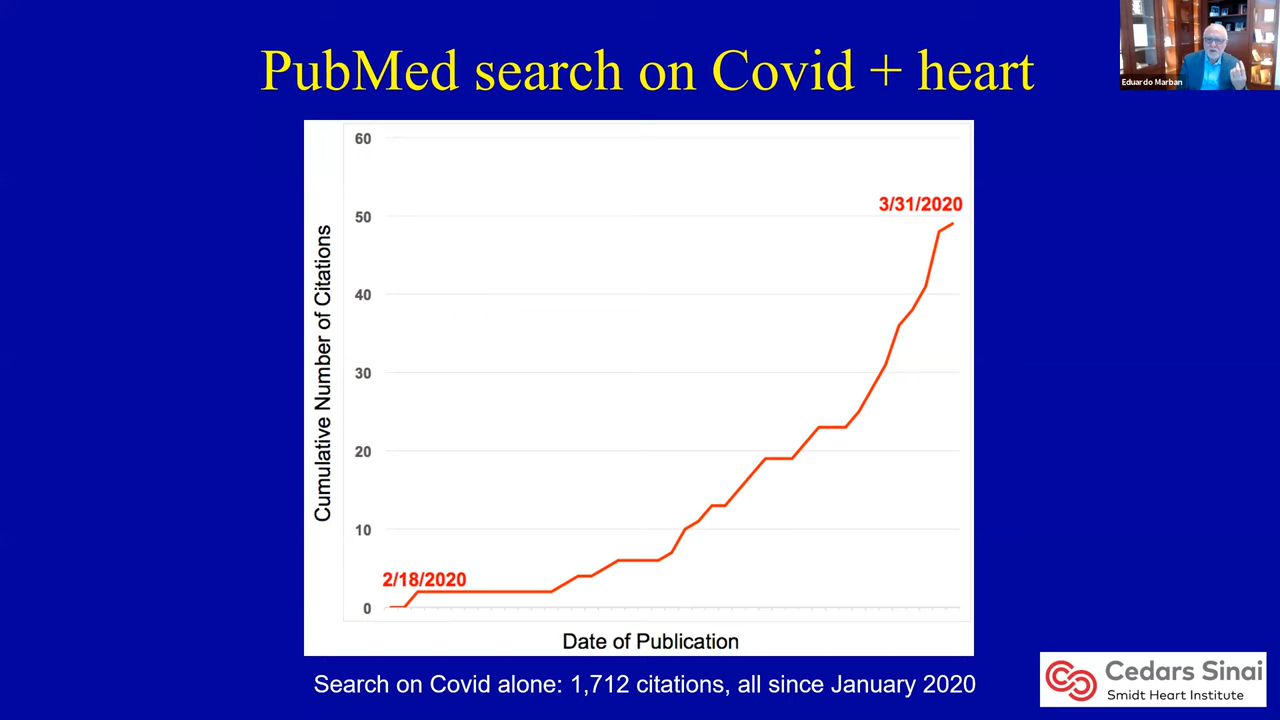 PubMed search on Covid + heart
Eduardo Marban
60
50
40
30
20
10
0
Cumulative Number of Citations
3/31/2020
2/18/2020
Date of Publication
Search on Covid alone: 1,712 citations, all since January 2020
Cedars Sinai
Smidt Heart Institute